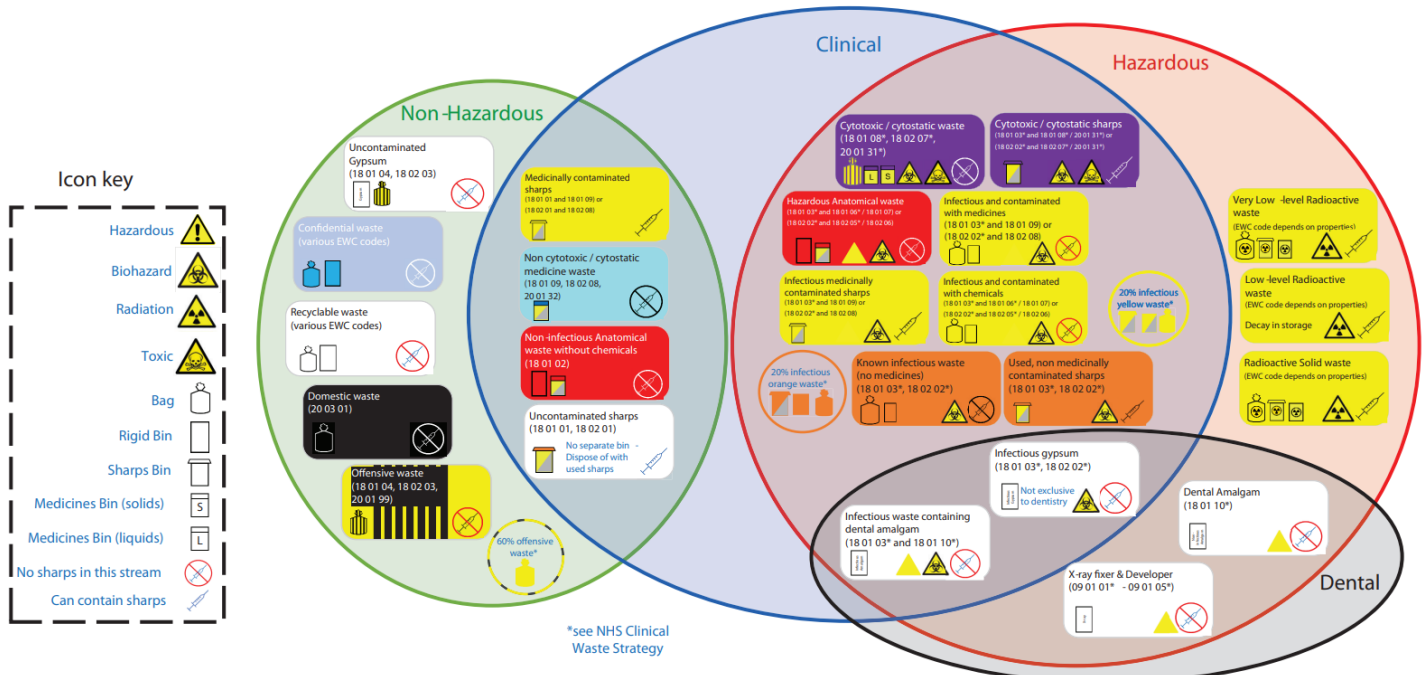 Clinical
Hazardous
Non-Hazardous
Icon key
Hazardous
Biohazard
Radiation
Toxic
Bag
Rigid Bin
Sharps Bin
Medicines Bin (solids)
S
Medicines Bin (liquids)
L
No sharps in this stream
Can contain sharps
Uncontaminated
Gypsum
(18 01 04, 18 02 03)
Confidential waste
(various EWC codes)
Recyclable waste
(various EWC codes)
Domestic waste
(20 03 01)
Offensive waste
(18 01 04, 18 02 03,
20 01 99)
60% offensive
waste*
Medicinally contaminated
sharps
(18 01 01 and 18 01 09) or
(18 02 01 and 18 02 08)
Non cytotoxic / cytostatic
medicine waste
(18 01 09, 18 02 08,
20 01 32)
Non-infectious Anatomical
waste without chemicals
(18 01 02)
Uncontaminated sharps
(18 01 01, 18 02 01)
No separate bin -
Dispose of with
used sharps
*see NHS Clinical
Waste Strategy
Cytotoxic / cytostatic waste
(18 01 08*, 18 02 07*,
20 01 31*)
L S
Cytotoxic / cytostatic sharps
(18 01 03* and 18 01 08* / 20 01 31*) or
(18 02 02* and 18 02 07* / 20 01 31*)
Hazardous Anatomical waste
(18 01 03* and 18 01 06* / 18 01 07) or
(18 02 02* and 18 02 05* / 18 02 06)
Infectious and contaminated
with medicines
(18 01 03* and 18 01 09) or
(18 02 02* and 18 02 08)
Infectious medicinally
contaminated sharps
(18 01 03* and 18 01 09) or
(18 02 02* and 18 02 08)
Infectious and contaminated
with chemicals
(18 01 03* and 18 01 06* / 18 01 07) or
(18 02 02* and 18 02 05* / 18 02 06)
20% infectious
yellow waste*
20% infectious
orange waste*
Known infectious waste
(no medicines)
(18 01 03*, 18 02 02*)
Used, non medicinally
contaminated sharps
(18 01 03*, 18 02 02*)
Very Low -level Radioactive
waste
(EWC code depends on properties)
Low -level Radioactive
waste
(EWC code depends on properties)
Decay in storage
Radioactive Solid waste
(EWC code depends on properties)
Infectious gypsum
(18 01 03*, 18 02 02*)
Not exclusive
to dentistry
Infectious waste containing
dental amalgam
(18 01 03* and 18 01 10*)
Dental Amalgam
(18 01 10*)
X-ray fixer & Developer
(09 01 01* - 09 01 05*)
Dental